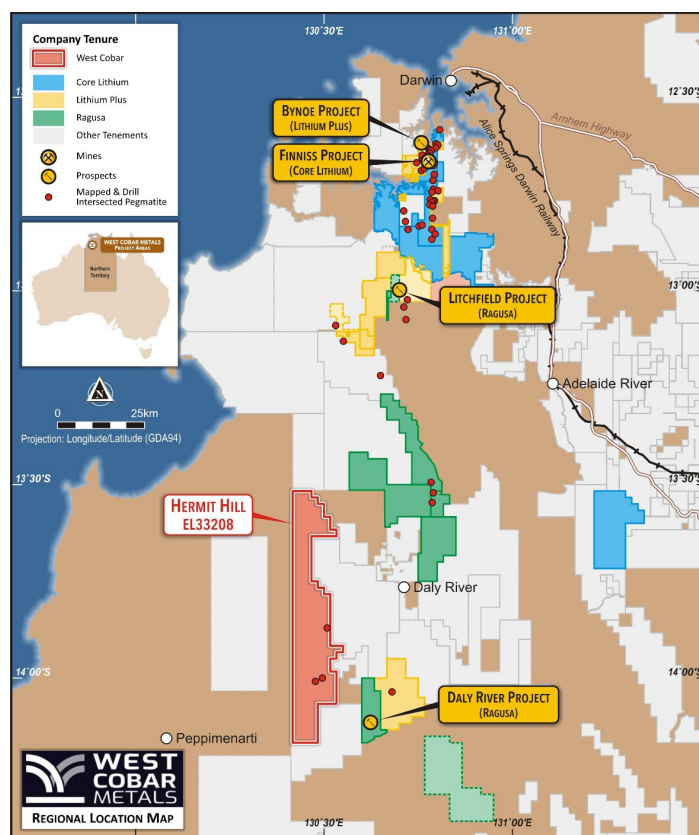 130°30'E
131°00'E
Company Tenure
West Cobar
Core Lithium
Lithium Plus
Ragusa
Other Tenements
Mines
Prospects
Mapped & Drill
Intersected Pegmatite
Darwin
12°30'S
12°30'S
BYNOE PROJECT
(LITHIUM PLUS)
FINNISS PROJECT
(CORE LITHIUM)
Arnhem Highway
Alice Springs Darwin Railway
WEST COBAR METALS
PROJECT AREAS
Northern
Territory
13°00'S
13°00'S
LITCHFIELD PROJECT
(RAGUSA)
N
0 25km
Projection: Longitude/Latitude (GDA94)
Adelaide River
13°30'S
13°30'S
HERMIT HILL
EL33208
Daly River
14°00'S
14°00'S
DALY RIVER PROJECT
(RAGUSA)
Peppimenarti
WEST
COBAR
METALS
REGIONAL LOCATION MAP
130°30'E
131°00'E